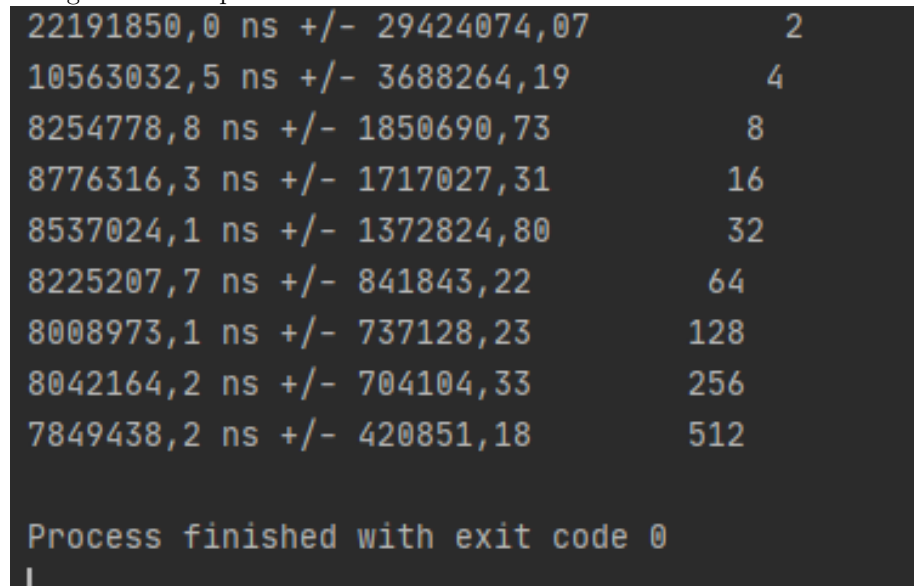 22191850,0 ns +/- 29424074,07 2
10563032,5 ns +/- 3688264,19 4
8254778,8 ns +/- 1850690,73 8
8776316,3 ns +/- 1717027,31 16
8537024,1 ns +/- 1372824,80 32
8225207,7 ns +/- 841843,22 64
8008973,1 ns +/- 737128,23 128
8042164,2 ns +/- 704104,33 256
7849438,2 ns +/- 420851,18 512
Process finished with exit code 0